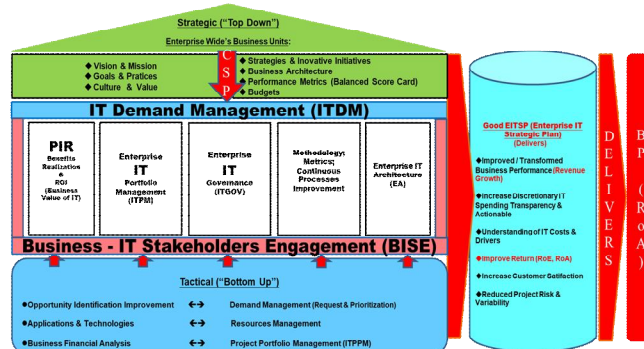 Strategic ("Top Down")
Enterprise Wide's Business Units:
◆Vision & Mission
◆Goals & Pratices
◆Culture & Value
CSP
◆Strategies & Inovative Initiatives
◆Business Architecture
◆Performance Metrics (Balanced Score Card)
◆Budgets
IT Demand Management (ITDM)
PIR
Benefits
Realization
&
ROI
(Business
Value of IT)
Enterprise
IT
Portfolio
Management
(ITPM)
Enterprise
IT
Governance
(ITGOV)
Methodology;
Metrics;
Continuous
Processes
Improvement
Enterprise IT
Architecture
(EA)
Business - IT Stakeholders Engagement (BISE)
Tactical ("Bottom Up")
●Opportunity Identification Improvement ↔ Demand Management (Request & Prioritization)
●Applications & Technologies ↔ Resources Management
●Business Financial Analysis ↔ Project Portfolio Management (ITPPM)
Good EITSP (Enterprise IT
Strategic Plan)
(Delivers)
◆Improved / Transformed
Business Performance (Revenue
Growth)
◆Increase Discretionary IT
Spending Transparency &
Actionable
◆Understanding of IT Costs &
Drivers
◆Improve Return (RoE, RoA)
◆Increase Customer Satifaction
◆Reduced Project Risk &
Variability
DELIVERS
B
P
(
R
o
A
)